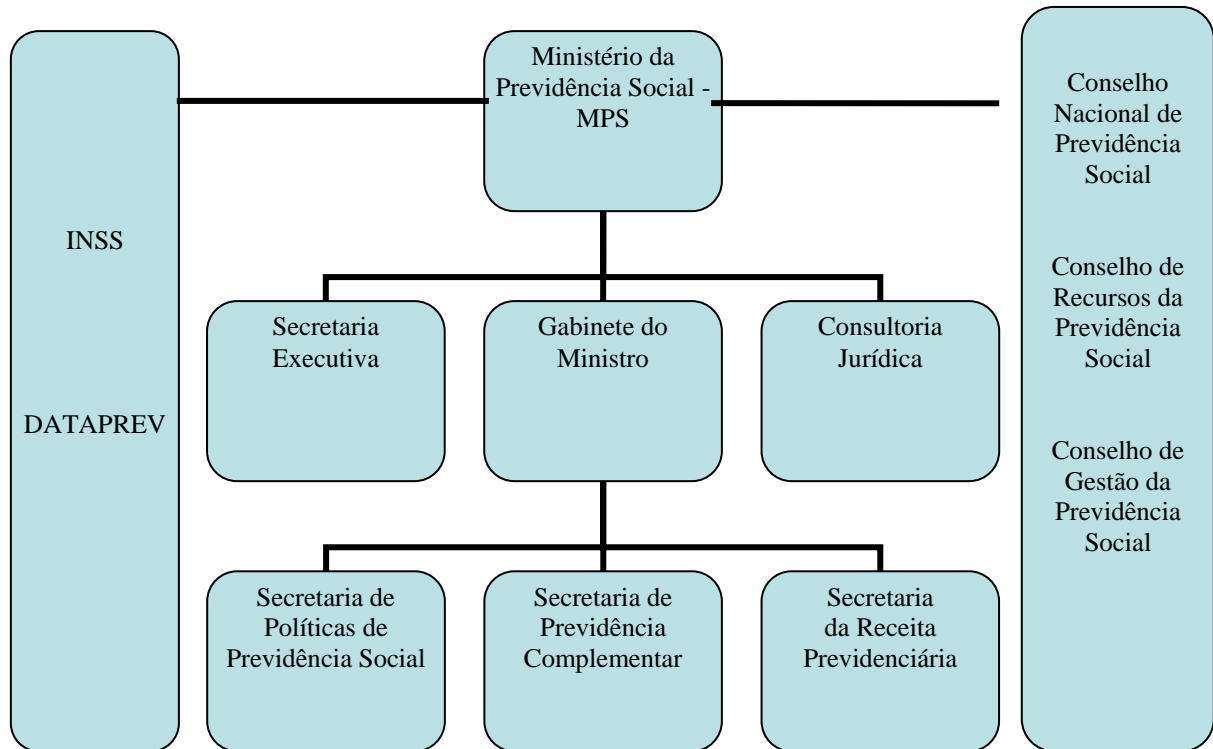 Ministério da
Previdência Social -
MPS
Conselho
Nacional de
Previdência
Social
INSS
Conselho de
Recursos da
Previdência
Social
DATAPREV
Secretaria
Executiva
Gabinete do
Ministro
Consultoria
Jurídica
Conselho de
Gestão da
Previdência
Social
Secretaria de
Políticas de
Previdência Social
Secretaria de
Previdência
Complementar
Secretaria
da Receita
Previdenciária